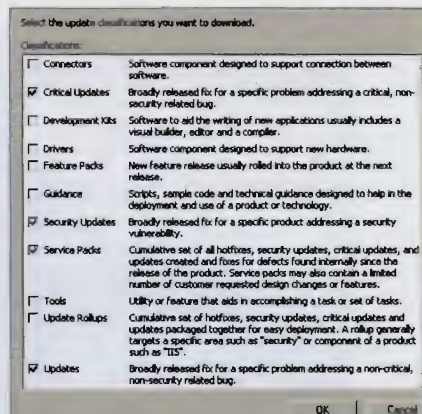 Select the update classifications you want to download.
Classifications:
Connectors Software component designed to support connection between
software.
Critical Updates Broadly released fix for a specific problem addressing a critical, non-
security related bug.
Development Kits Software to aid the writing of new applications usually includes a
visual builder, editor and a compiler.
Drivers Software component designed to support new hardware.
Feature Packs New feature release usually rolled into the product at the next
release.
Guidance Scripts, sample code and technical guidance designed to help in the
deployment and use of a product or technology.
Security Updates Broadly released fix for a specific product addressing a security
vulnerability.
Service Packs Cumulative set of all hotfixes, security updates, critical updates, and
updates created and fixes for defects found internally since the
release of the product. Service packs may also contain a limited
number of customer requested design changes or features.
Tools Utility or feature that aids in accomplishing a task or set of tasks.
Update Rollups Cumulative set of hotfixes, security updates, critical updates and
updates packaged together for easy deployment. A rollup generally
targets a specific area such as "security" or component of a product
such as "IIS".
Updates Broadly released fix for a specific problem addressing a non-critical,
non-security related bug.
OK Cancel